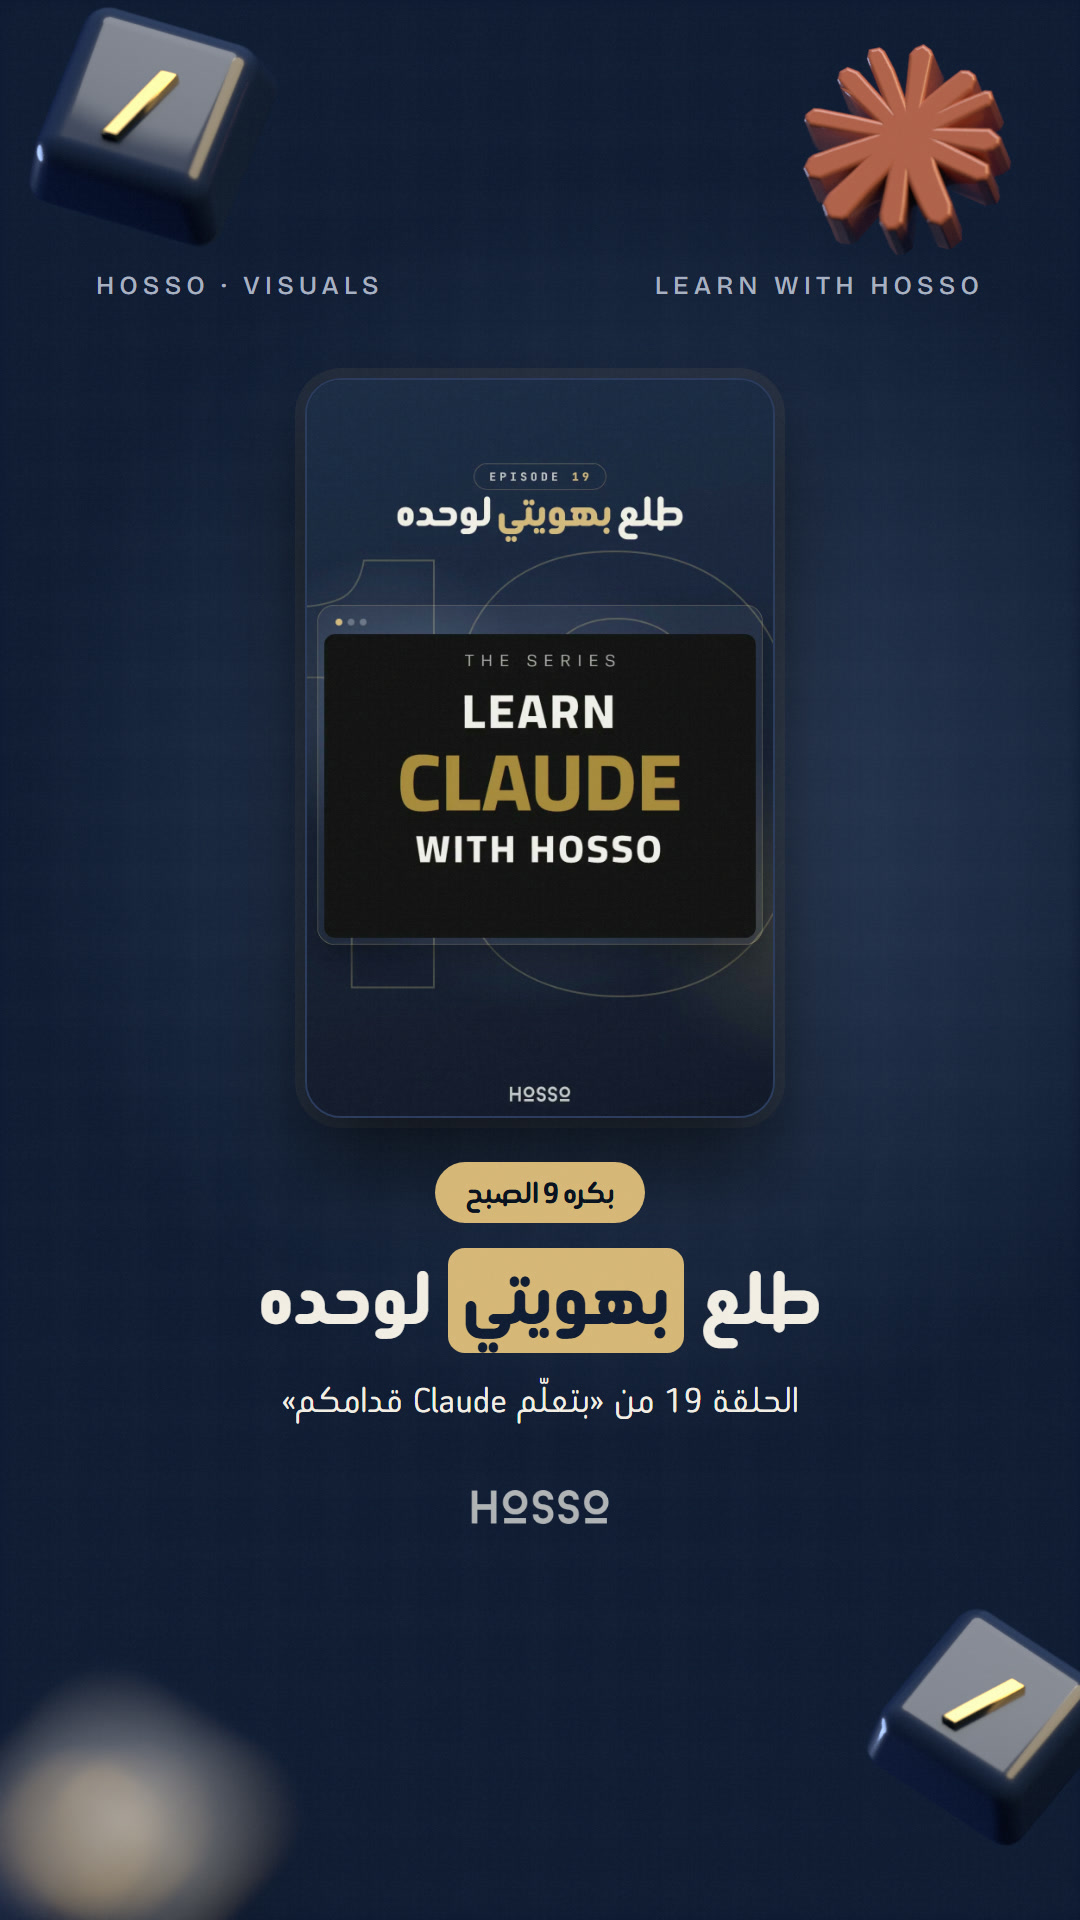 HOSSO · VISUALS
LEARN WITH HOSSO
EPISODE 19
طلع بهويتي لوحده
THE SERIES
LEARN
CLAUDE
WITH HOSSO
HOSSO
بكره 9 الصبح
طلع بهويتي لوحده
الحلقة 19 من «بتعلّم Claude قدامكم»
HOSSO